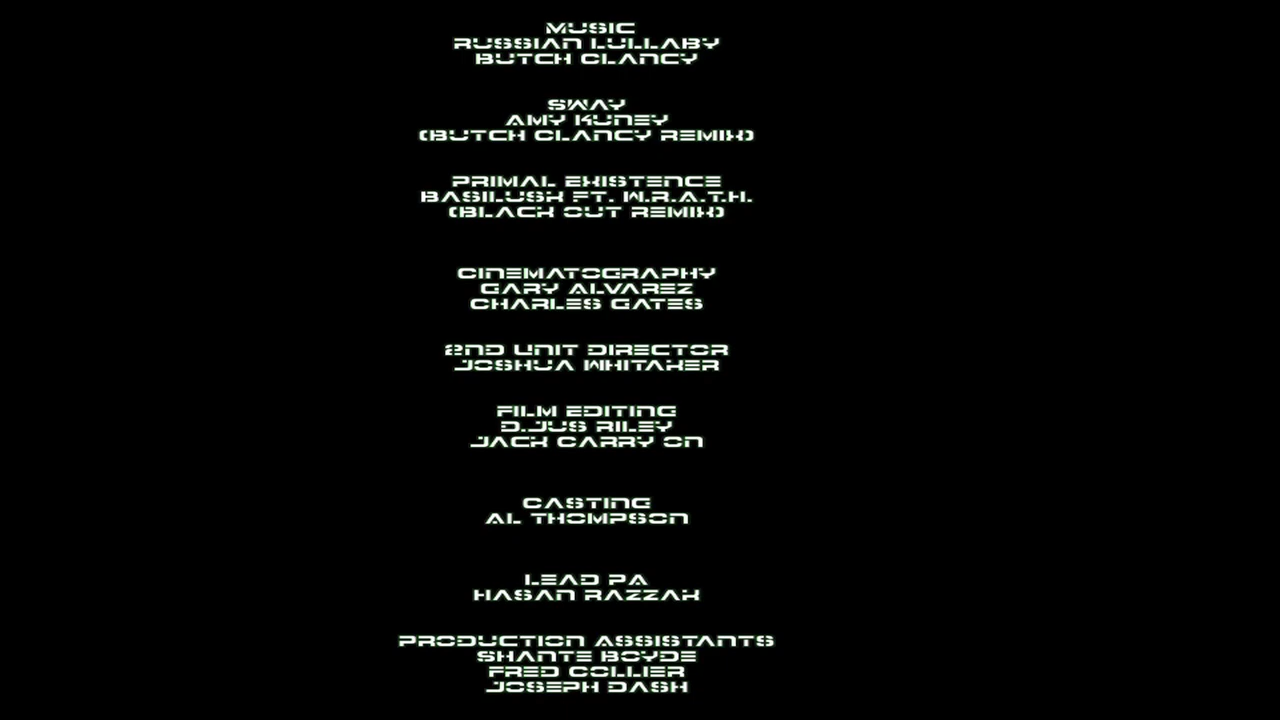 MUSIC
RUSSIAN LULLABY
BUTCH CLANCY
SWAY
AMY KUNEY
(BUTCH CLANCY REMIX)
PRIMAL EXISTENCE
BASILUSK FT. W.R.A.T.H.
(BLACK OUT REMIX)
CINEMATOGRAPHY
GARY ALVAREZ
CHARLES GATES
2ND UNIT DIRECTOR
JOSHUA WHITAKER
FILM EDITING
D.JUS RILEY
JACK CARRY ON
CASTING
AL THOMPSON
LEAD PA
HASAN RAZZAK
PRODUCTION ASSISTANTS
SHANTE BOYDE
FRED COLLIER
JOSEPH DASH